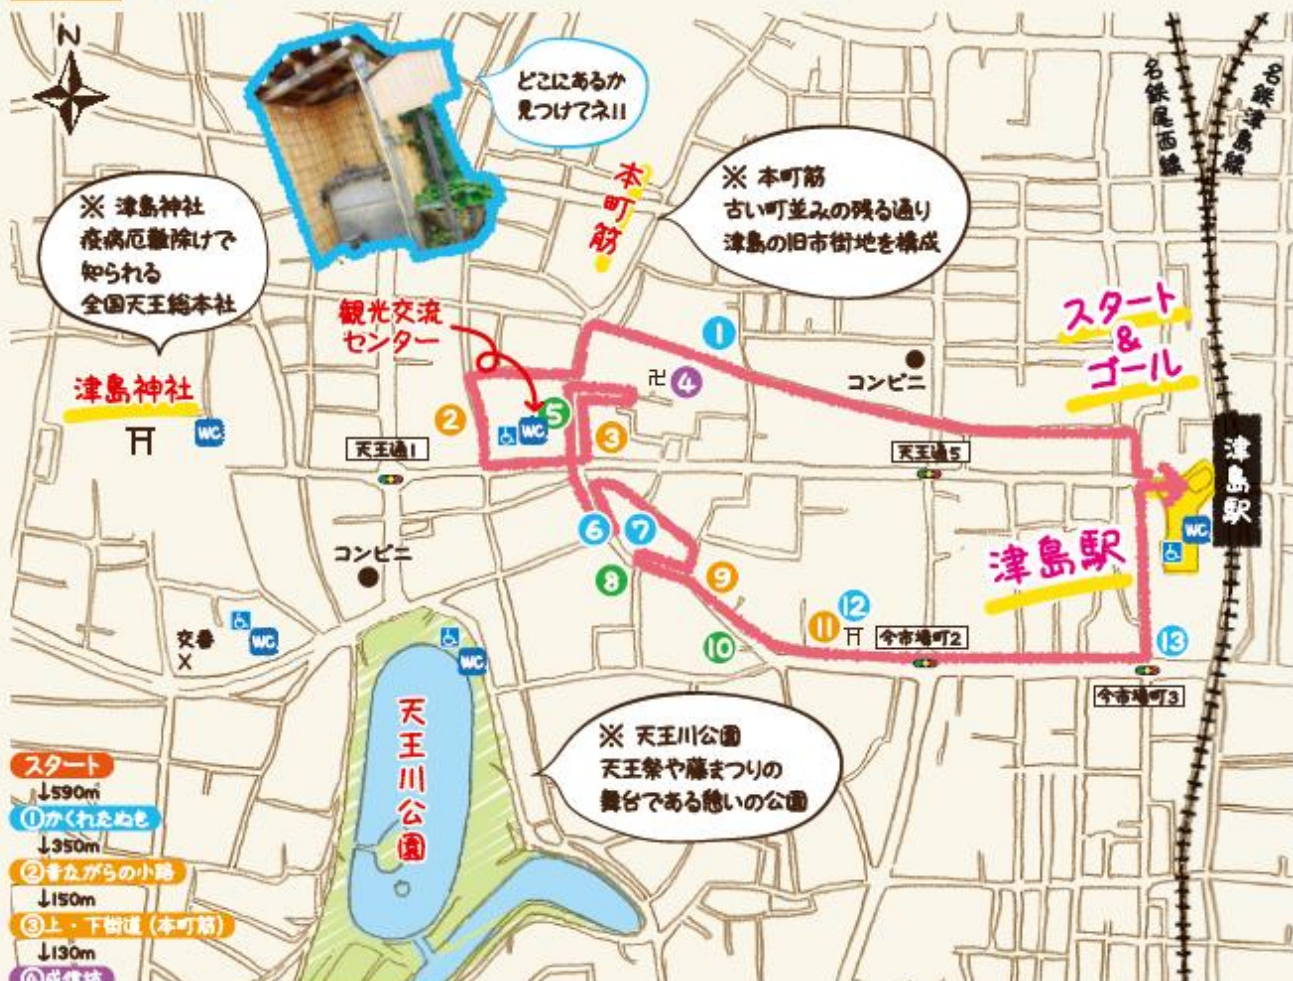 N
どこにあるか
見つけてネ!!
本町筋
※ 本町筋
古い町並みの残る通り
津島の旧市街地を構成
名鉄尾西線
名鉄津島線
※ 津島神社
疫病厄難除けで
知られる
全国天王総本社
津島神社
WC
観光交流
センター
①
スタート
&
ゴール
コンビニ
卍
④
②
⑤
WC
③
天王通1
天王通5
津島駅
WC
津島駅
⑥
⑦
コンビニ
⑧
⑨
⑩
⑪
⑫
今市場町2
⑬
今市場町3
交番
X
WC
WC
天王川公園
※ 天王川公園
天王祭や藤まつりの
舞台である憩いの公園
スタート
↓590m
①かくれたぬき
↓350m
②昔ながらの小路
↓150m
③上・下街道(本町筋)
↓130m